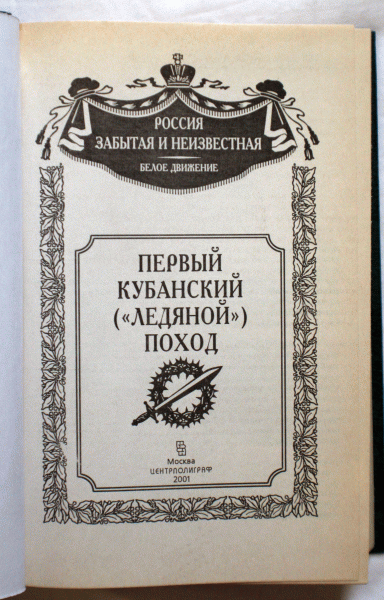 РОССИЯ
ЗАБЫТАЯ И НЕИЗВЕСТНАЯ
БЕЛОЕ ДВИЖЕНИЕ
ПЕРВЫЙ
КУБАНСКИЙ
(«ЛЕДЯНОЙ»)
ПОХОД
Москва
ЦЕНТРПОЛИГРАФ
2001